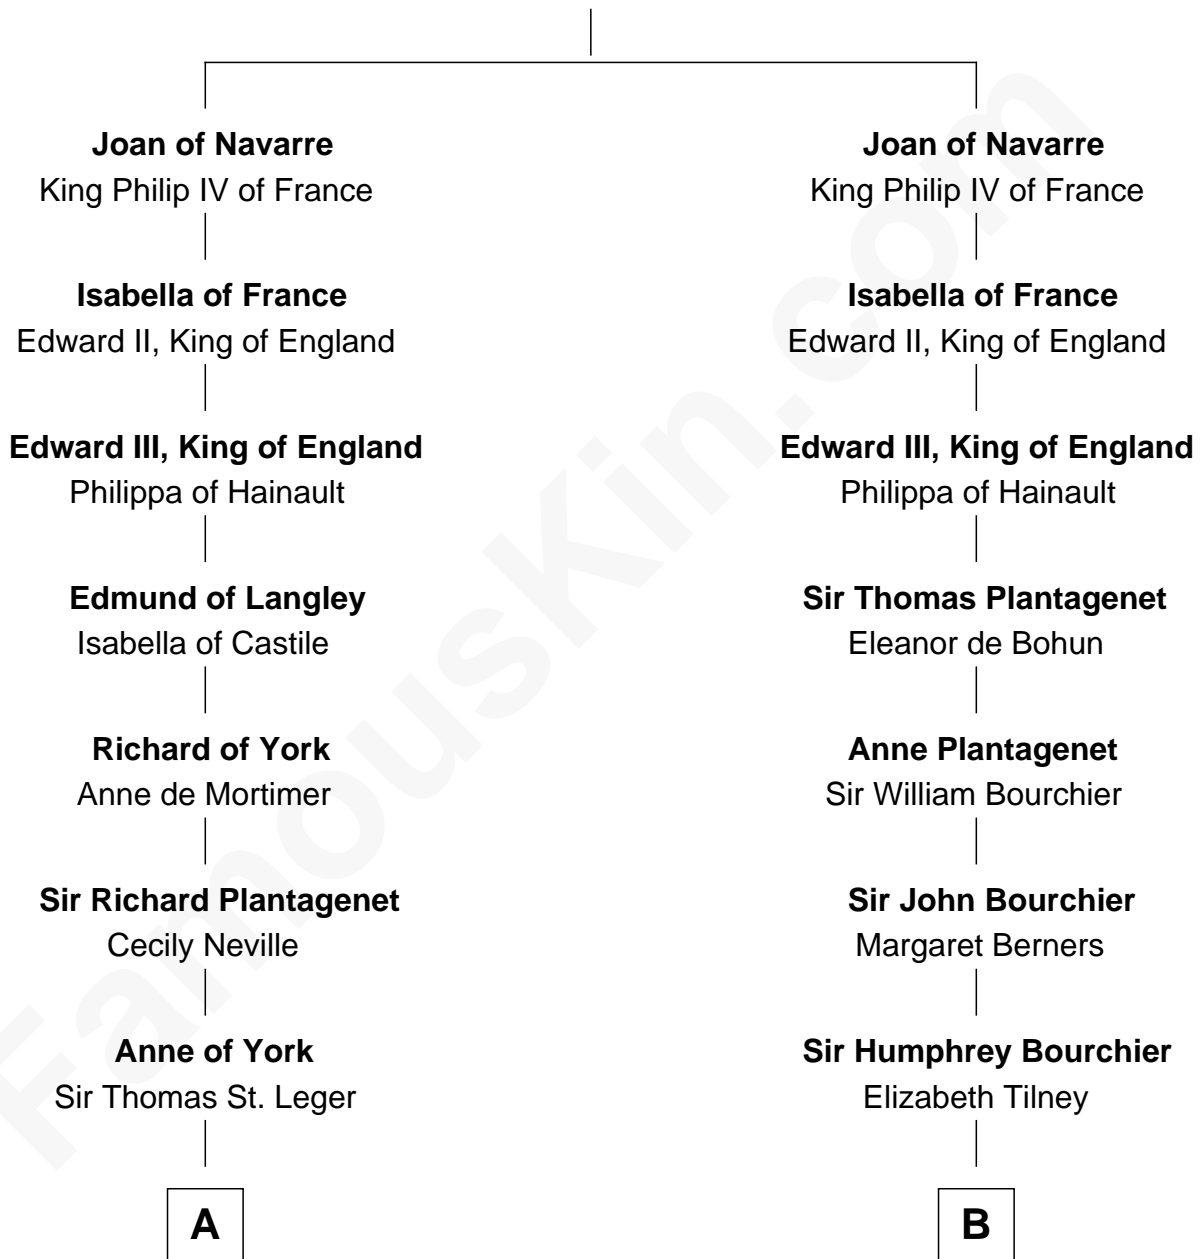 Joan of Navarre
King Philip IV of France
Isabella of France
Edward II, King of England
Edward III, King of England
Philippa of Hainault
Edmund of Langley
Isabella of Castile
Richard of York
Anne de Mortimer
Sir Richard Plantagenet
Cecily Neville
Anne of York
Sir Thomas St. Leger
A
Joan of Navarre
King Philip IV of France
Isabella of France
Edward II, King of England
Edward III, King of England
Philippa of Hainault
Sir Thomas Plantagenet
Eleanor de Bohun
Anne Plantagenet
Sir William Bourchier
Sir John Bourchier
Margaret Berners
Sir Humphrey Bourchier
Elizabeth Tilney
B
FamousKin.com